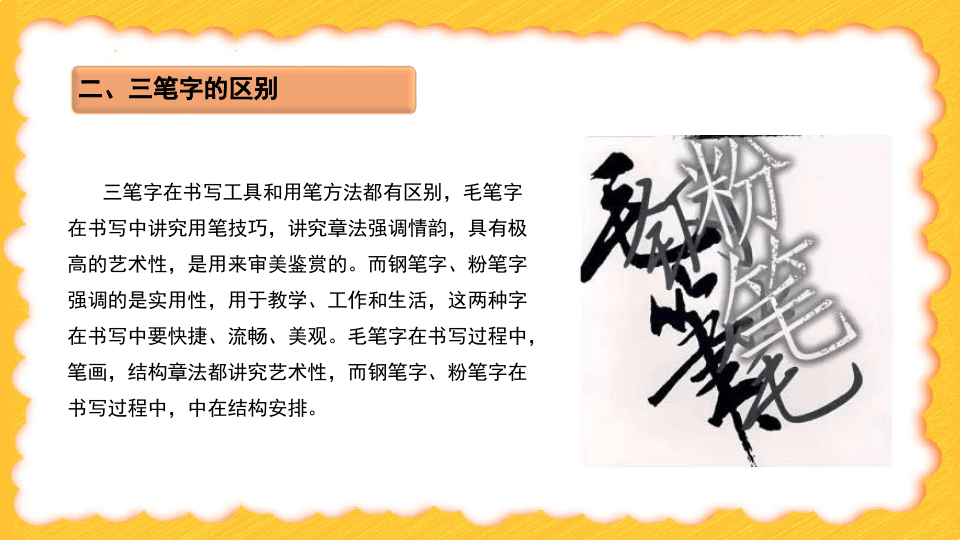 二、三笔字的区别
三笔字在书写工具和用笔方法都有区别，毛笔字
在书写中讲究用笔技巧，讲究章法强调情韵，具有极
高的艺术性，是用来审美鉴赏的。而钢笔字、粉笔字
强调的是实用性，用于教学、工作和生活，这两种字
在书写中要快捷、流畅、美观。毛笔字在书写过程中，
笔画，结构章法都讲究艺术性，而钢笔字、粉笔字在
书写过程中，中在结构安排。
毛笔
钢笔
粉笔